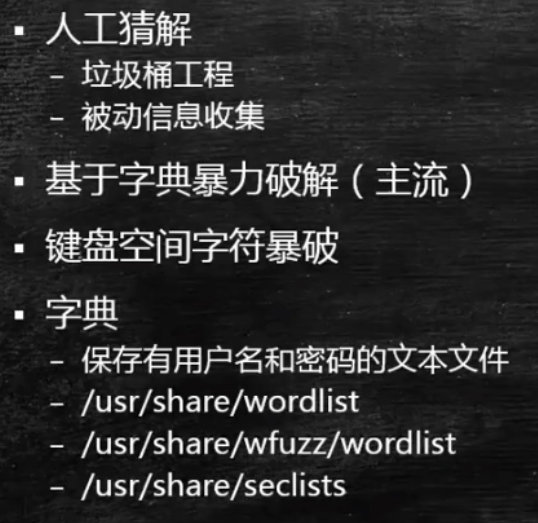 ▪ 人工猜解
– 垃圾桶工程
– 被动信息收集
▪ 基于字典暴力破解（主流）
▪ 键盘空间字符暴破
▪ 字典
– 保存有用户名和密码的文本文件
– /usr/share/wordlist
– /usr/share/wfuzz/wordlist
– /usr/share/seclists